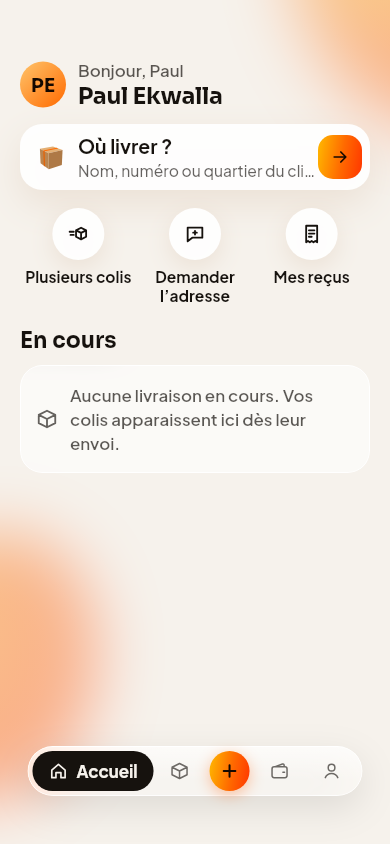 PE
Bonjour, Paul
Paul Ekwalla
Où livrer ?
Nom, numéro ou quartier du cli…
Plusieurs colis
Demander
l’adresse
Mes reçus
En cours
Aucune livraison en cours. Vos
colis apparaissent ici dès leur
envoi.
Accueil